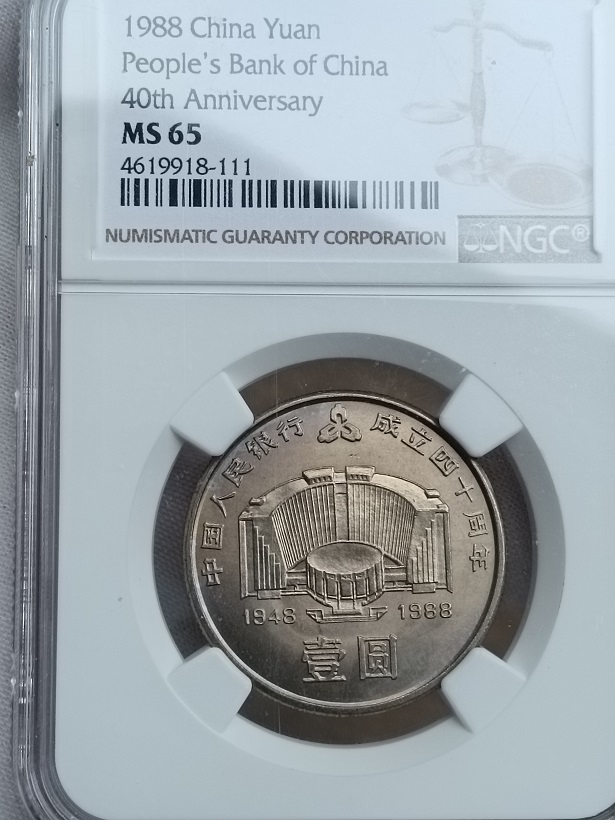 1988 China Yuan
People's Bank of China
40th Anniversary
MS 65
4619918-111
NUMISMATIC GUARANTY CORPORATION
NGC®
中国人民银行 成立四十周年
1948 1988
壹圆